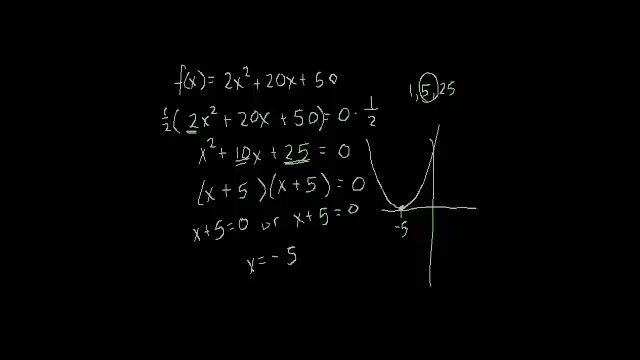 f(x) = 2x² + 20x + 50
1, 5, 25
1/2 (2x² + 20x + 50) = 0 · 1/2
x² + 10x + 25 = 0
(x + 5)(x + 5) = 0
x + 5 = 0 or x + 5 = 0
-5
x = - 5